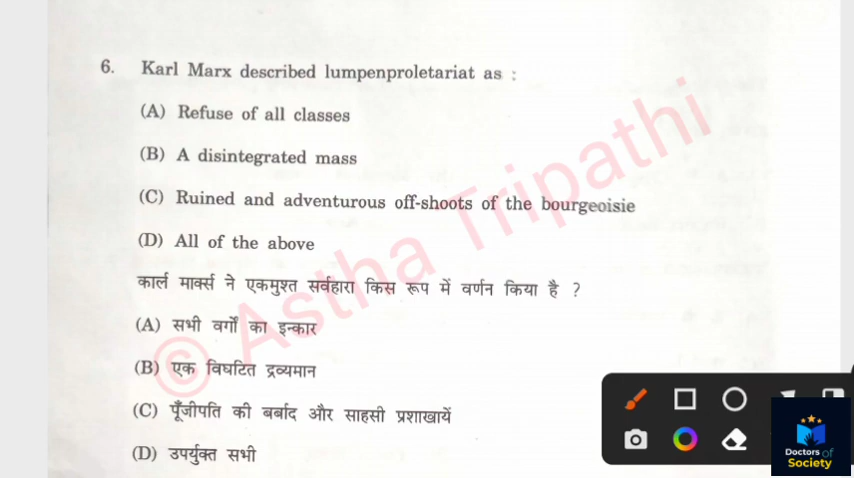 6. Karl Marx described lumpenproletariat as :
(A) Refuse of all classes
(B) A disintegrated mass
(C) Ruined and adventurous off-shoots of the bourgeoisie
(D) All of the above
कार्ल मार्क्स ने एकमुश्त सर्वहारा किस रूप में वर्णन किया है ?
(A) सभी वर्गों का इन्कार
(B) एक विघटित द्रव्यमान
(C) पूँजीपति की बर्बाद और साहसी प्रशाखायें
(D) उपर्युक्त सभी
© Astha Tripathi
Doctors of
Society